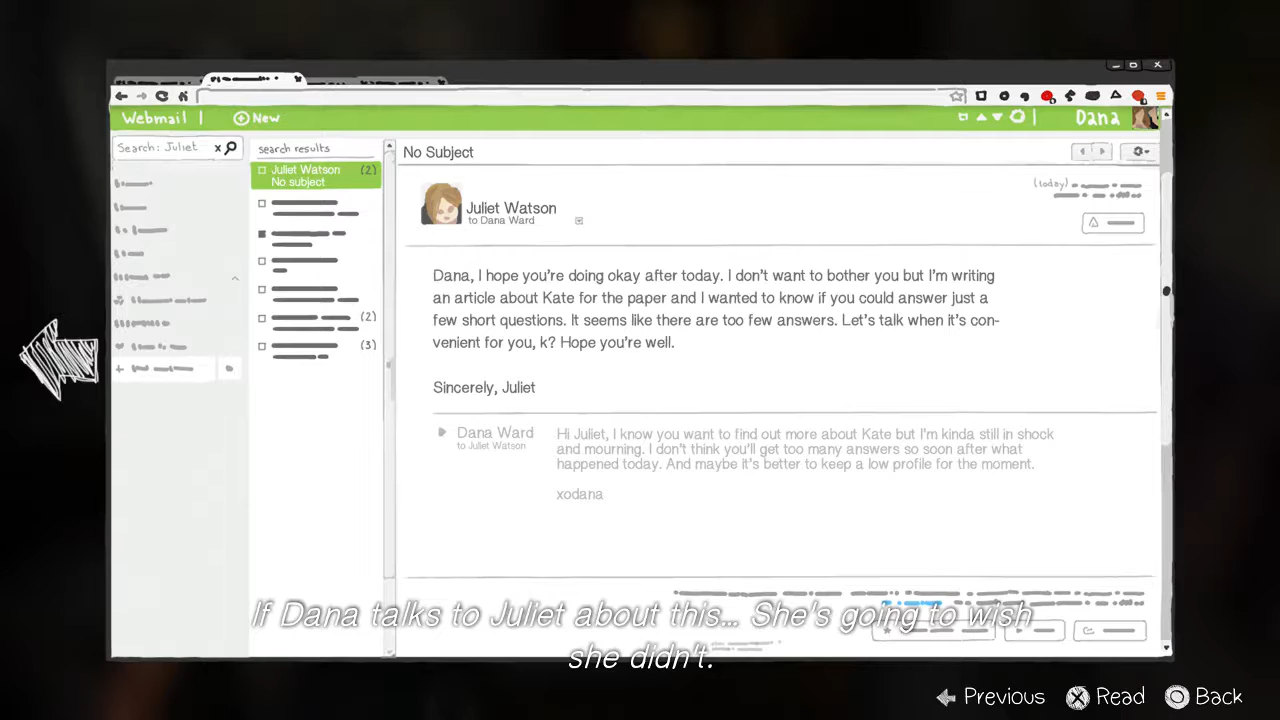 Webmail |
New
Dana
Search: Juliet x
search results
Juliet Watson (2)
No subject
(2)
(3)
No Subject
(today)
Juliet Watson
to Dana Ward
Dana, I hope you're doing okay after today. I don't want to bother you but I'm writing
an article about Kate for the paper and I wanted to know if you could answer just a
few short questions. It seems like there are too few answers. Let's talk when it's con-
venient for you, k? Hope you're well.
Sincerely, Juliet
Dana Ward
to Juliet Watson
Hi Juliet, I know you want to find out more about Kate but I'm kinda still in shock
and mourning. I don't think you'll get too many answers so soon after what
happened today. And maybe it's better to keep a low profile for the moment.
xodana
If Dana talks to Juliet about this... She's going to wish
she didn't.
Previous
Read
Back